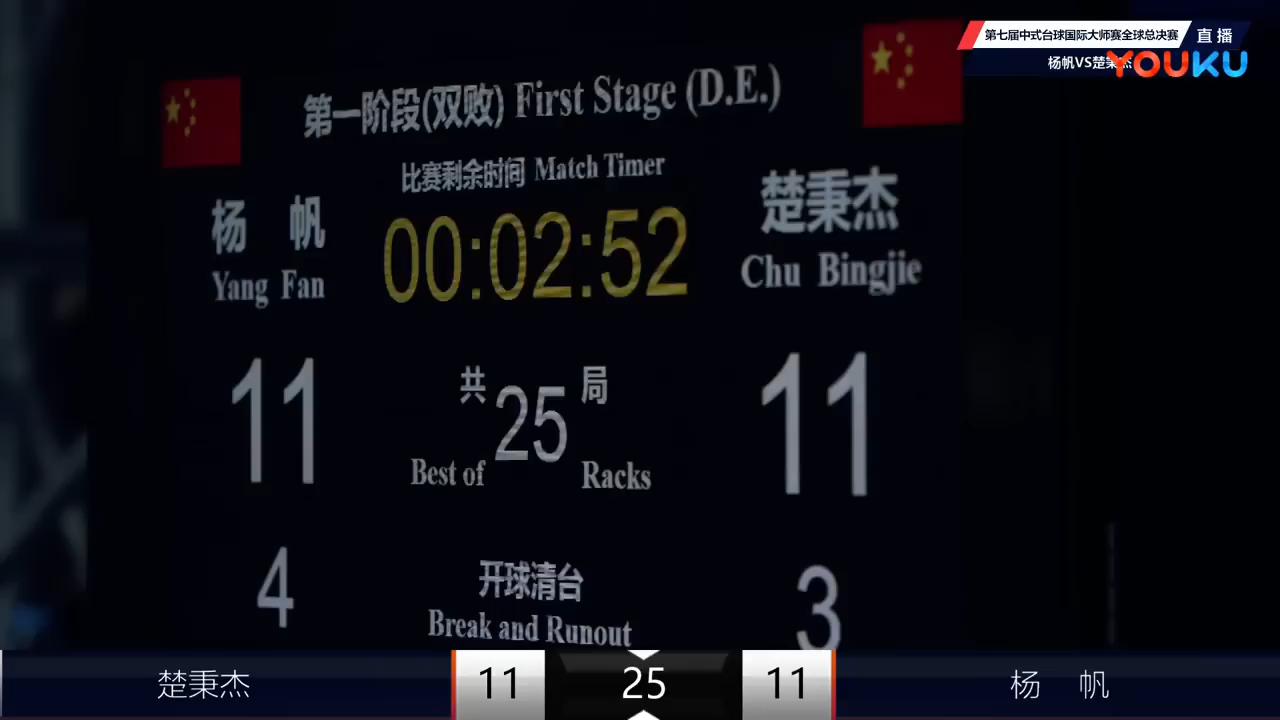 第七届中式台球国际大师赛全球总决赛 直播
杨帆VS楚秉杰
YOUKU
第一阶段(双败) First Stage (D.E.)
比赛剩余时间 Match Timer
杨 帆
00:02:52
楚秉杰
Yang Fan
Chu Bingjie
11
共 25 局
11
Best of Racks
4
开球清台
3
Break and Runout
楚秉杰 11 25 11 杨 帆